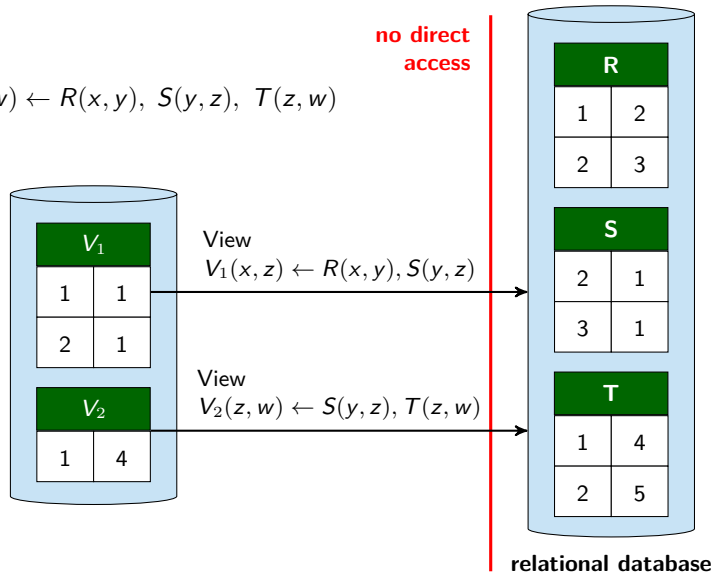 no direct
access
w) ← R(x, y), S(y, z), T(z, w)
V₁
1 1
2 1
V₂
1 4
View
V₁(x, z) ← R(x, y), S(y, z)
View
V₂(z, w) ← S(y, z), T(z, w)
R
1 2
2 3
S
2 1
3 1
T
1 4
2 5
relational database